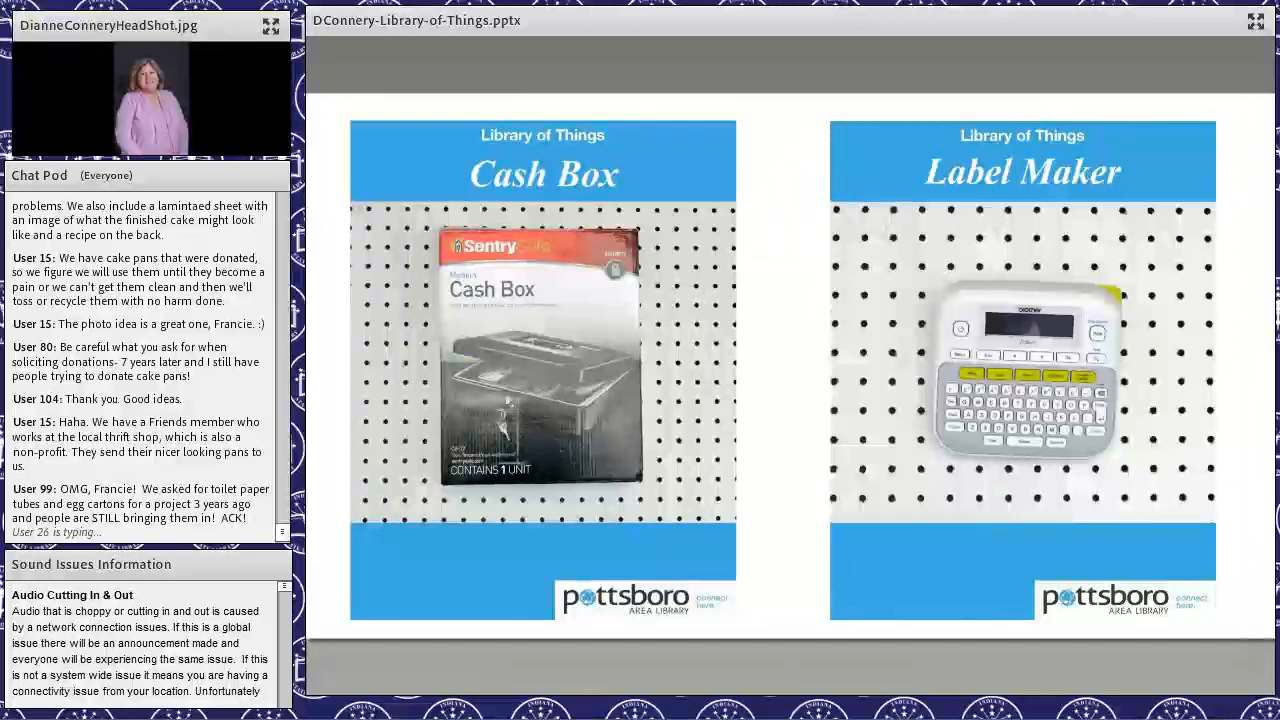 DianneConneryHeadShot.jpg
Chat Pod (Everyone)
problems. We also include a lamintaed sheet with
an image of what the finished cake might look
like and a recipe on the back.
User 15: We have cake pans that were donated,
so we figure we will use them until they become a
pain or we can't get them clean and then we'll
toss or recycle them with no harm done.
User 15: The photo idea is a great one, Francie. :)
User 80: Be careful what you ask for when
soliciting donations- 7 years later and I still have
people trying to donate cake pans!
User 104: Thank you. Good ideas.
User 15: Haha. We have a Friends member who
works at the local thrift shop, which is also a
non-profit. They send their nicer baking pans to
us.
User 99: OMG, Francie! We asked for toilet paper
tubes and egg cartons for a project 3 years ago
and people are STILL bringing them in! ACK!
User 26 is typing...
Sound Issues Information
Audio Cutting In & Out
Audio that is choppy or cutting in and out is caused
by a network connection issues. If this is a global
issue there will be an announcement made and
everyone will be experiencing the same issue. If this
is not a system wide issue it means you are having a
connectivity issue from your location. Unfortunately
DConnery-Library-of-Things.pptx
Library of Things
Cash Box
SentrySafe
Medium
Cash Box
CONTAINS 1 UNIT
pottsboro
AREA LIBRARY
connect
here.
Library of Things
Label Maker
brother
pottsboro
AREA LIBRARY
connect
here.
INDIANA